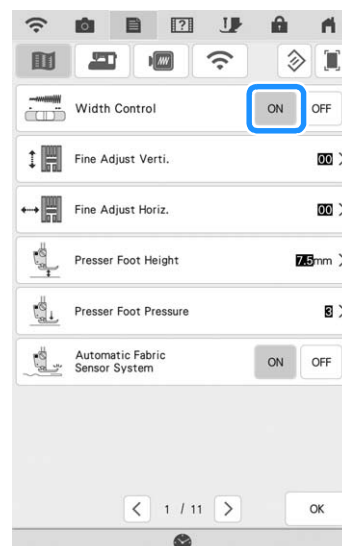 Width Control ON OFF
Fine Adjust Verti. 00
Fine Adjust Horiz. 00
Presser Foot Height 7.5mm
Presser Foot Pressure 3
Automatic Fabric
Sensor System ON OFF
1 / 11 OK